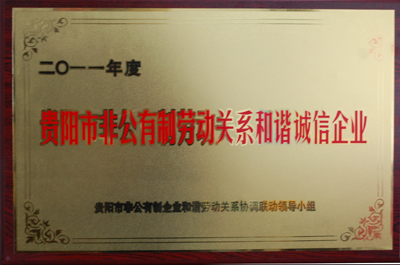 二〇一一年度
贵阳市非公有制劳动关系和谐诚信企业
贵阳市非公有制企业和谐劳动关系协调联动领导小组